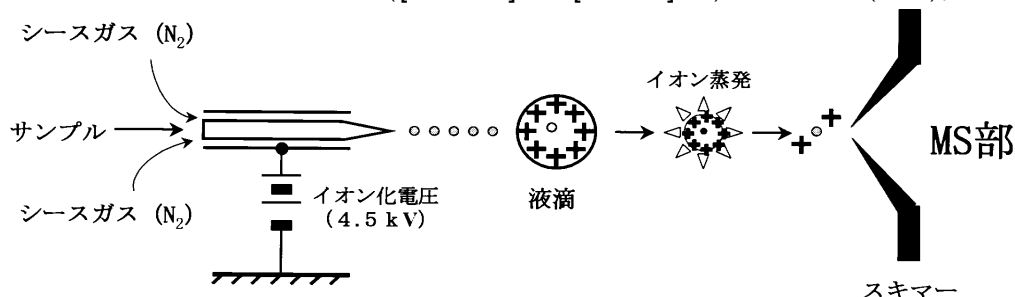 シースガス (N₂)
イオン蒸発
サンプル
MS部
シースガス (N₂)
イオン化電圧
(4.5 kV)
液滴
スキマー